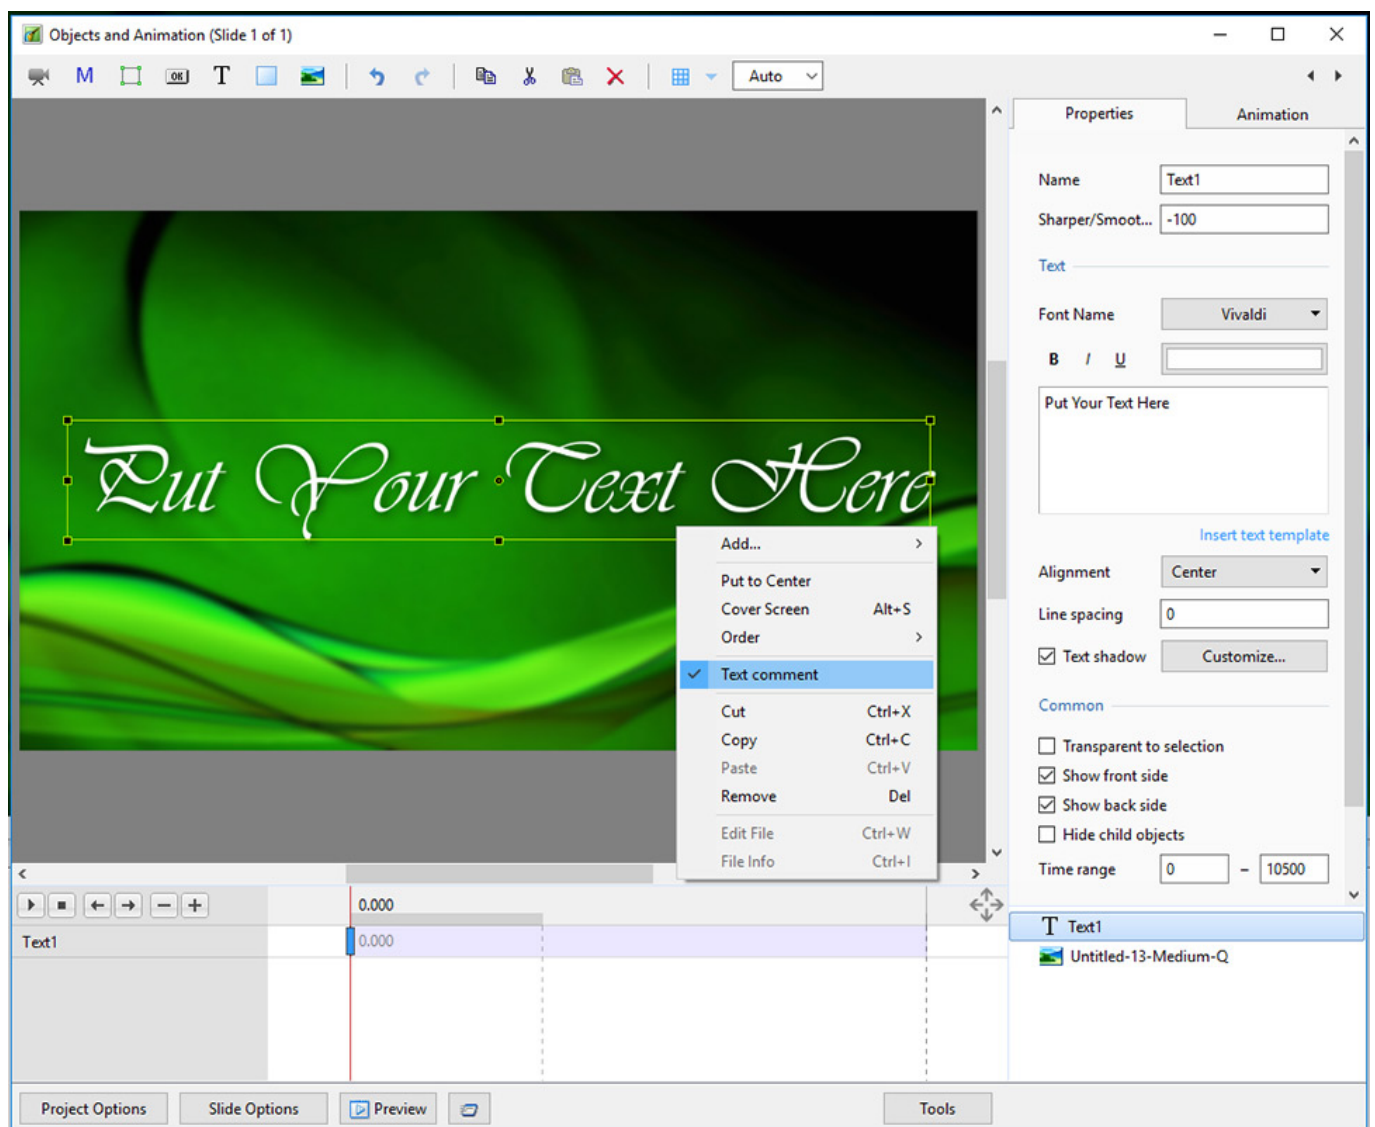 Objects and Animation (Slide 1 of 1)
M OK T Auto
Properties Animation
Name Text1
Sharper/Smoot... -100
Text
Font Name Vivaldi
B I U
Put Your Text Here
Insert text template
Alignment Center
Line spacing 0
Text shadow Customize...
Common
Transparent to selection
Show front side
Show back side
Hide child objects
Time range 0 – 10500
Put Your Text Here
Add...
Put to Center
Cover Screen Alt+S
Order
Text comment
Cut Ctrl+X
Copy Ctrl+C
Paste Ctrl+V
Remove Del
Edit File Ctrl+W
File Info Ctrl+I
0.000
Text1 0.000
T Text1
Untitled-13-Medium-Q
Project Options Slide Options Preview Tools